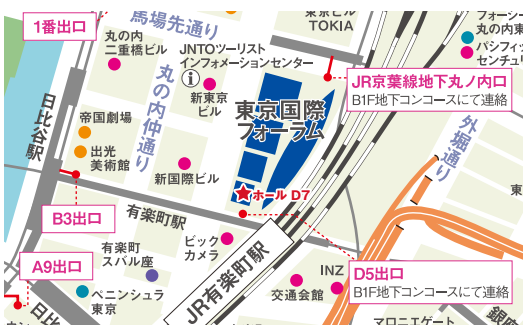 1番出口
馬場先通り
東京ビル
TOKIA
丸の内
二重橋ビル
JNTOツーリスト
インフォメーションセンター
i
丸の内仲通り
新東京
ビル
東京国際
フォーラム
JR京葉線地下丸ノ内口
B1F地下コンコースにて連絡
パシフィ
センチュリ
外堀通り
日比谷駅
帝国劇場
出光
美術館
新国際ビル
ホール D7
B3出口
有楽町駅
有楽町
スバル座
ビック
カメラ
JR有楽町駅
D5出口
B1F地下コンコースにて連絡
A9出口
ペニンシュラ
東京
交通会館
INZ
マロニエゲート